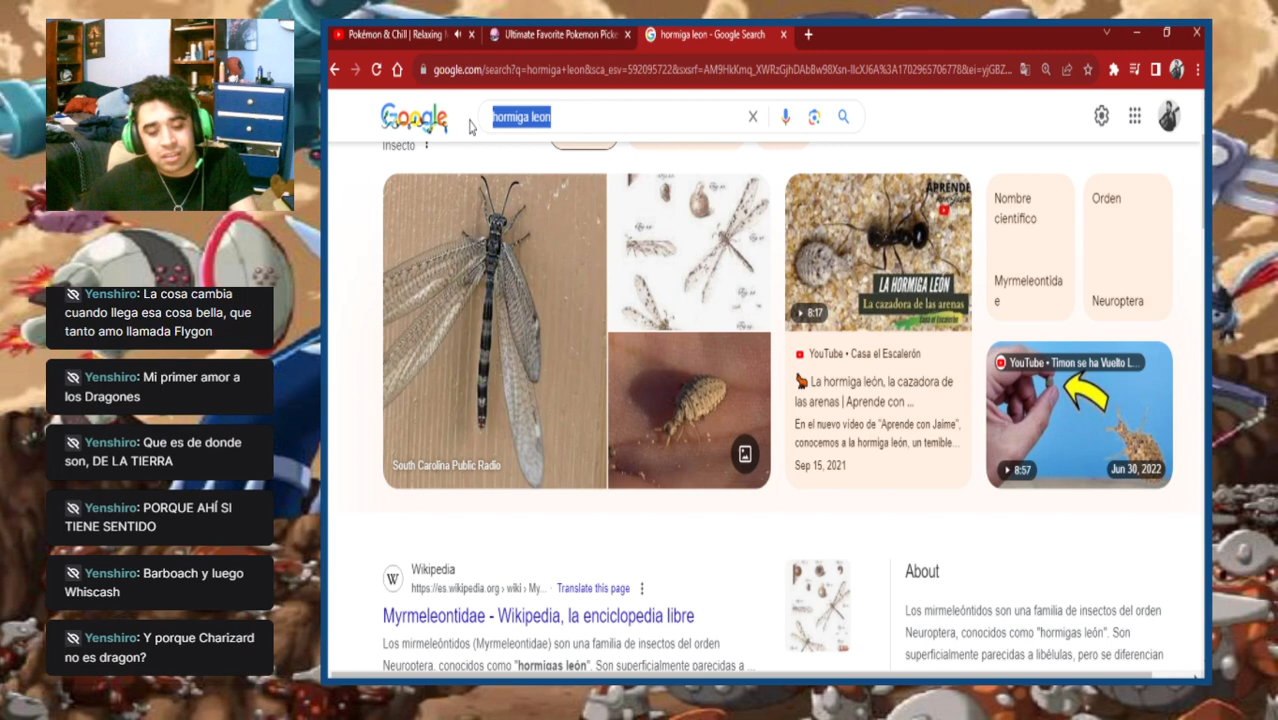 Pokémon & Chill | Relaxing
Ultimate Favorite Pokemon Picke
hormiga leon - Google Search
google.com/search?q=hormiga+leon&sca_esv=592095722&sxsrf=AM9HkKmq_XWRzGjhDAbBw98Xsn-IlcXJ6A%3A1702965706778&ei=yjGBZ...
Google
hormiga leon
Insecto
South Carolina Public Radio
APRENDE
LA HORMIGA LEÓN
La cazadora de las arenas
Casa el Escalerón
8:17
YouTube • Casa el Escalerón
La hormiga león, la cazadora de
las arenas | Aprende con ...
En el nuevo vídeo de "Aprende con Jaime",
conocemos a la hormiga león, un temible...
Sep 15, 2021
Nombre
científico
Myrmeleontida
e
Orden
Neuroptera
YouTube • Timon se ha Vuelto L...
8:57
Jun 30, 2022
W
Wikipedia
https://es.wikipedia.org › wiki › My... · Translate this page
Myrmeleontidae - Wikipedia, la enciclopedia libre
Los mirmeleóntidos (Myrmeleontidae) son una familia de insectos del orden
Neuroptera, conocidos como "hormigas león". Son superficialmente parecidas a ...
About
Los mirmeleóntidos son una familia de insectos del orden
Neuroptera, conocidos como "hormigas león". Son
superficialmente parecidas a libélulas, pero se diferencian
Yenshiro: La cosa cambia
cuando llega esa cosa bella, que
tanto amo llamada Flygon
Yenshiro: Mi primer amor a
los Dragones
Yenshiro: Que es de donde
son, DE LA TIERRA
Yenshiro: PORQUE AHÍ SI
TIENE SENTIDO
Yenshiro: Barboach y luego
Whiscash
Yenshiro: Y porque Charizard
no es dragon?